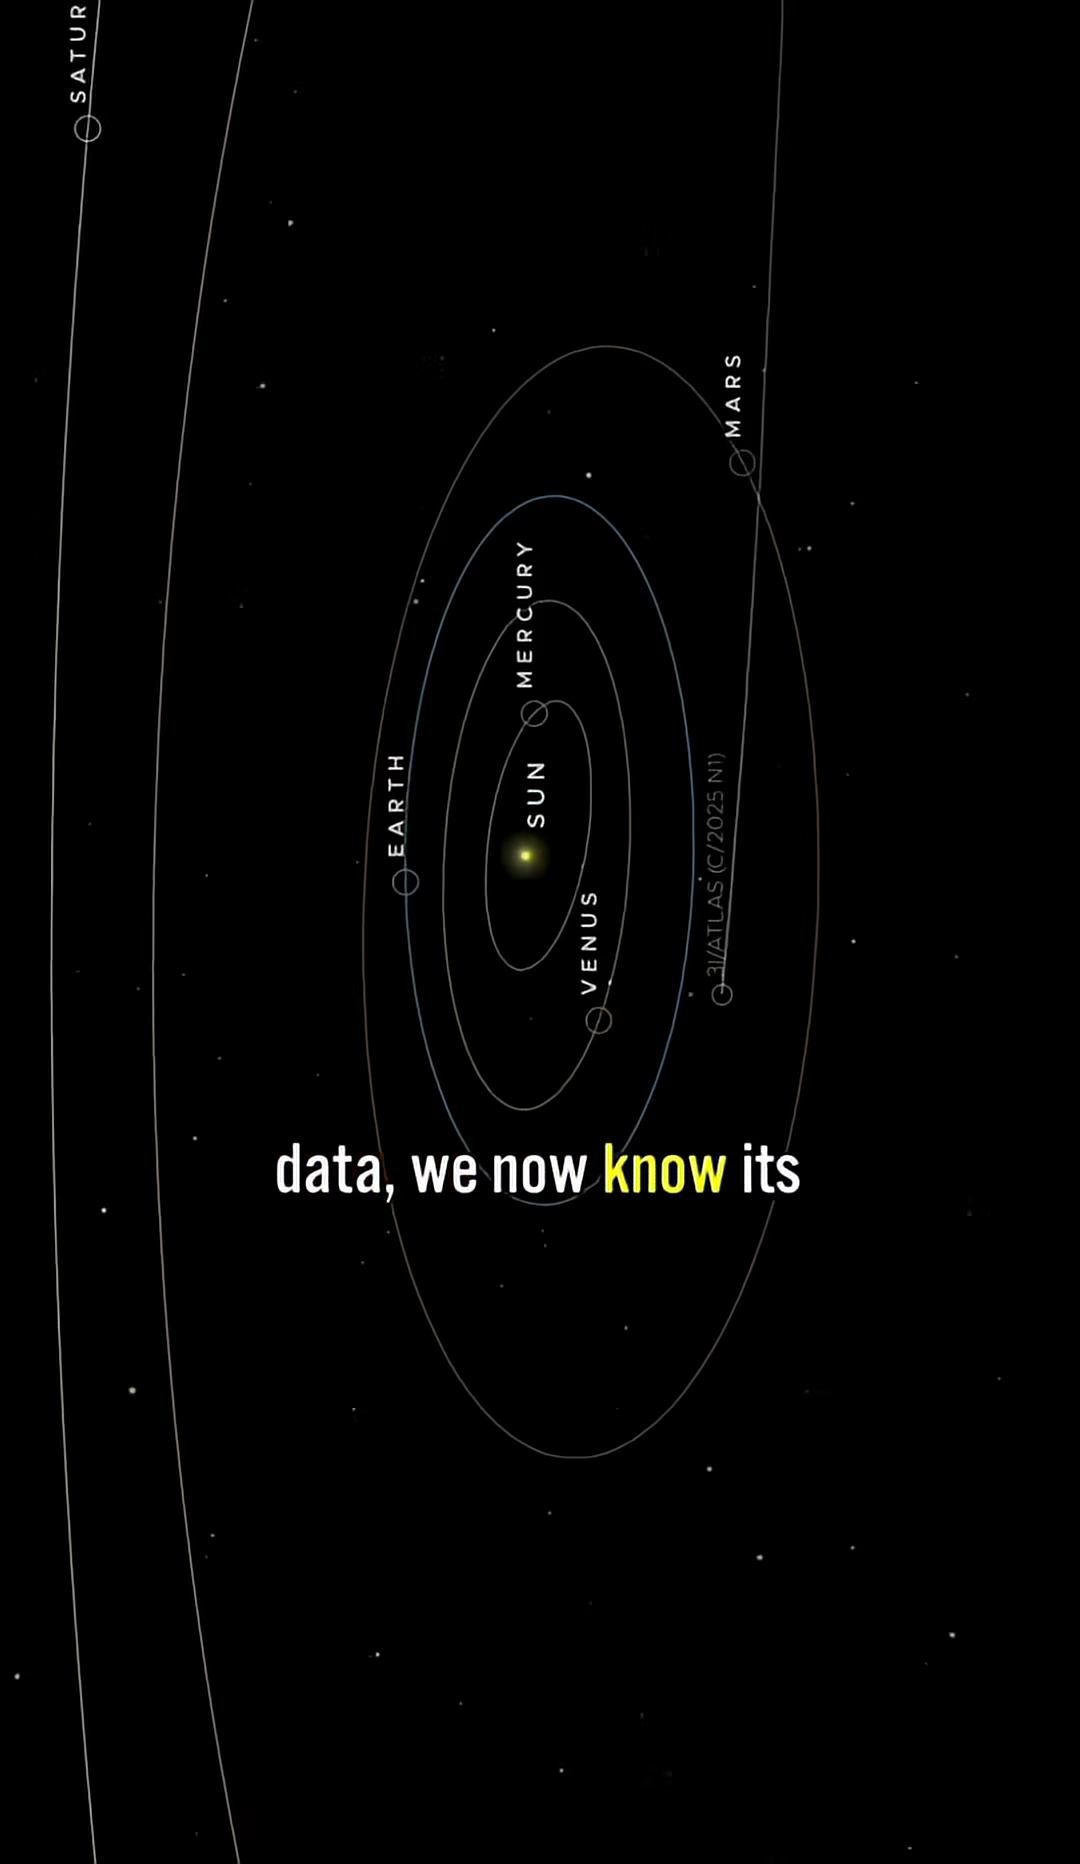 SATUR
MARS
MERCURY
SUN
EARTH
3I/ATLAS (C/2025 N1)
VENUS
data, we now know its